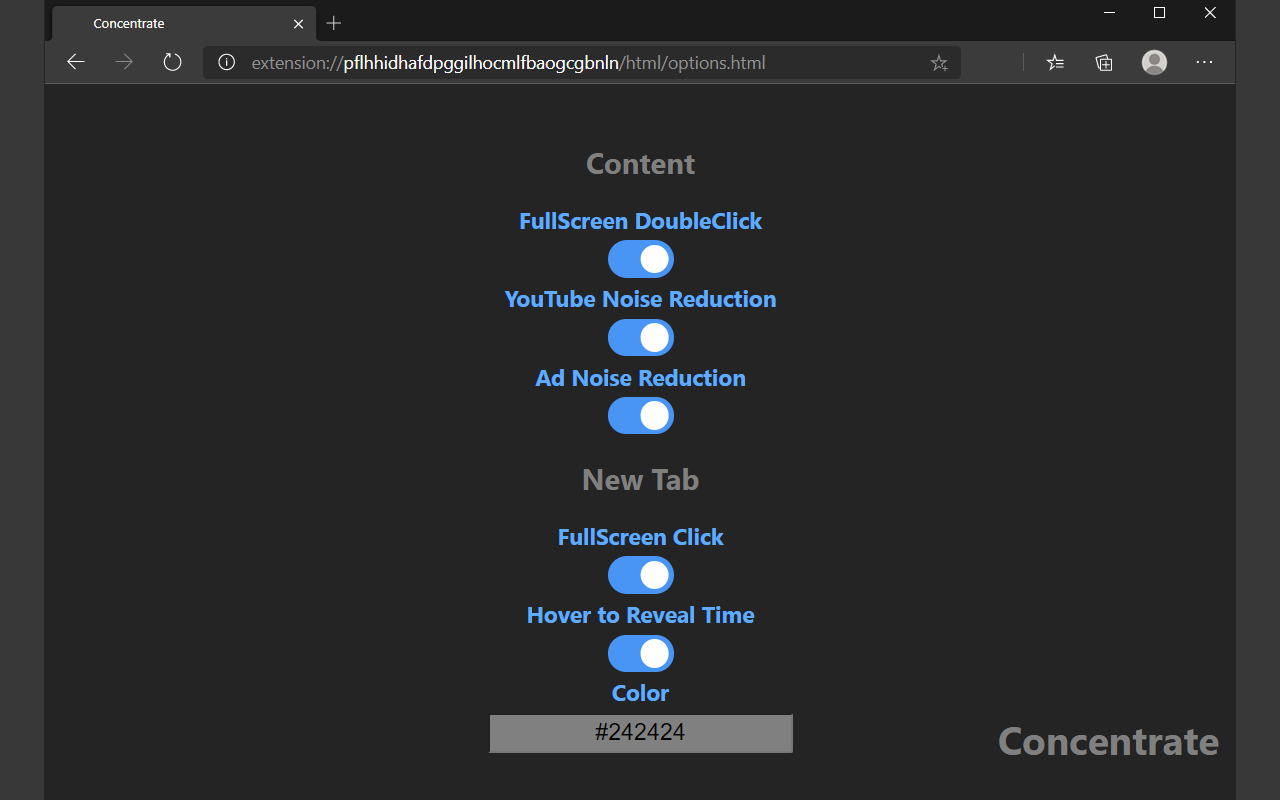 Concentrate
extension://pflhhidhafdpggilhocmlfbaogcgbnln/html/options.html
Content
FullScreen DoubleClick
YouTube Noise Reduction
Ad Noise Reduction
New Tab
FullScreen Click
Hover to Reveal Time
Color
#242424
Concentrate